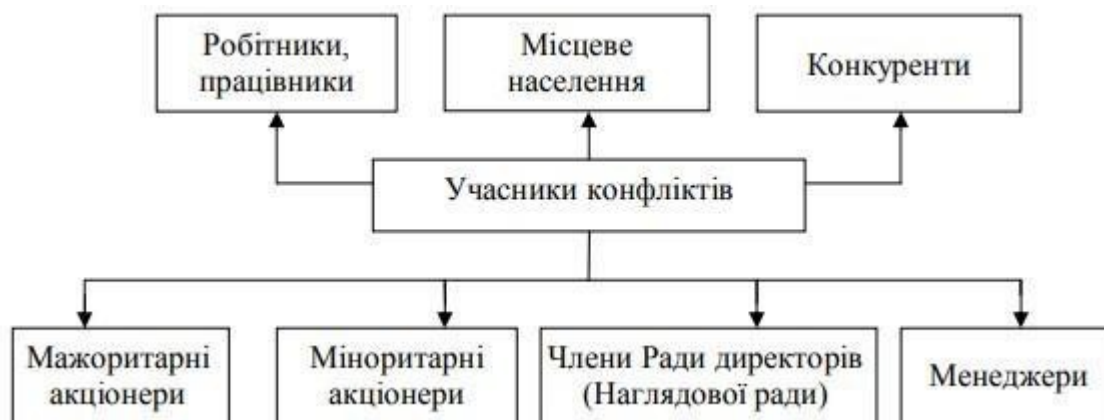 Робітники,
працівники
Місцеве
населення
Конкуренти
Учасники конфліктів
Мажоритарні
акціонери
Міноритарні
акціонери
Члени Ради директорів
(Наглядової ради)
Менеджери